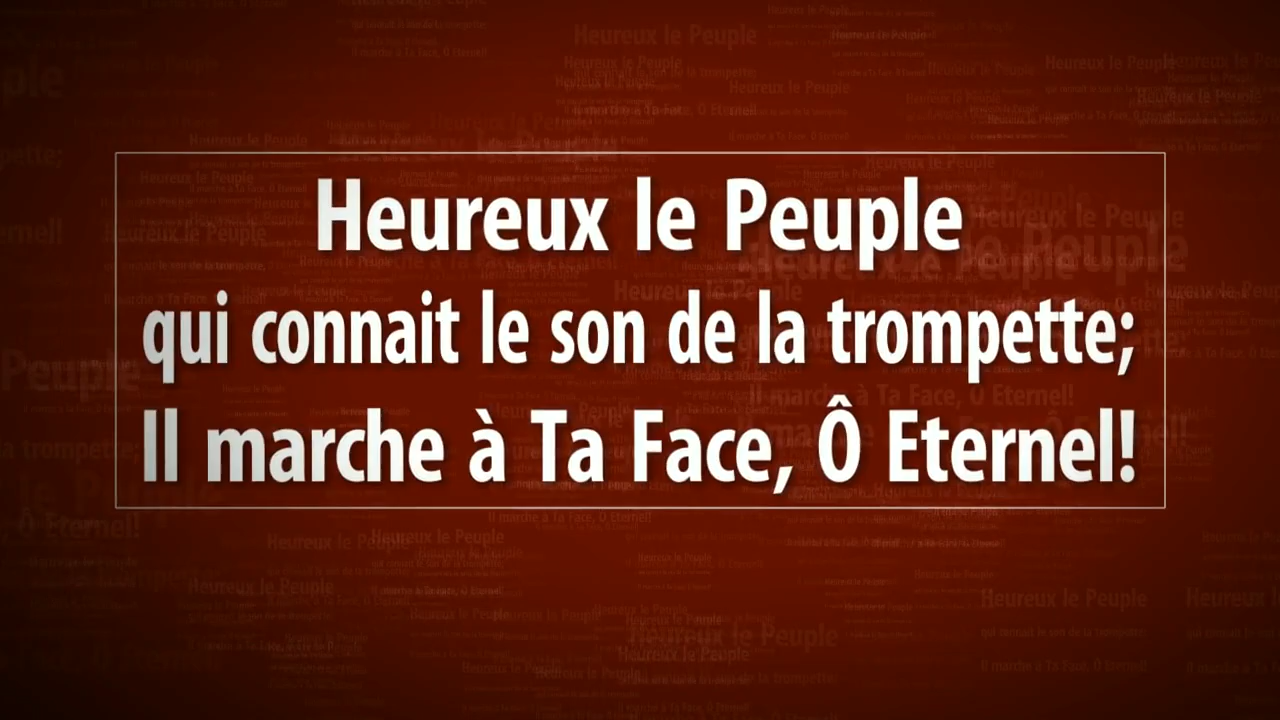 Heureux le Peuple
qui connait le son de la trompette;
Il marche à Ta Face, Ô Eternel!